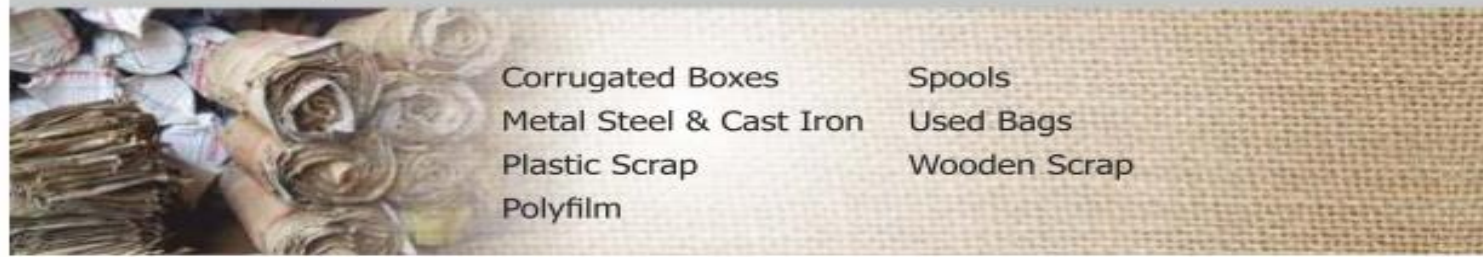 Corrugated Boxes
Metal Steel & Cast Iron
Plastic Scrap
Polyfilm
Spools
Used Bags
Wooden Scrap